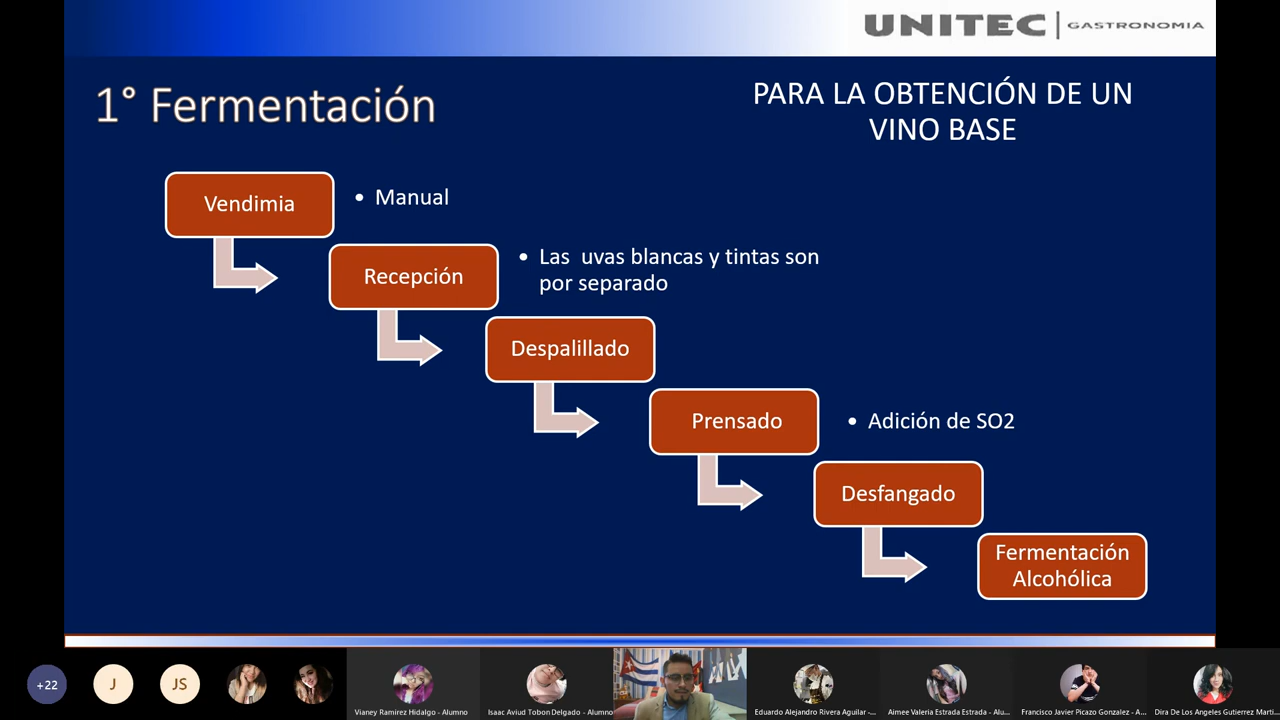 UNITEC | GASTRONOMIA
1° Fermentación
PARA LA OBTENCIÓN DE UN
VINO BASE
Vendimia
• Manual
Recepción
• Las uvas blancas y tintas son
por separado
Despalillado
Prensado
• Adición de SO2
Desfangado
Fermentación
Alcohólica
+22
J
JS
Vianey Ramirez Hidalgo - Alumno
Isaac Aviud Tobon Delgado - Alumno
Eduardo Alejandro Rivera Aguilar -...
Aimee Valeria Estrada Estrada - Alu...
Francisco Javier Picazo Gonzalez - A...
Dira De Los Angeles Gutierrez Marti...